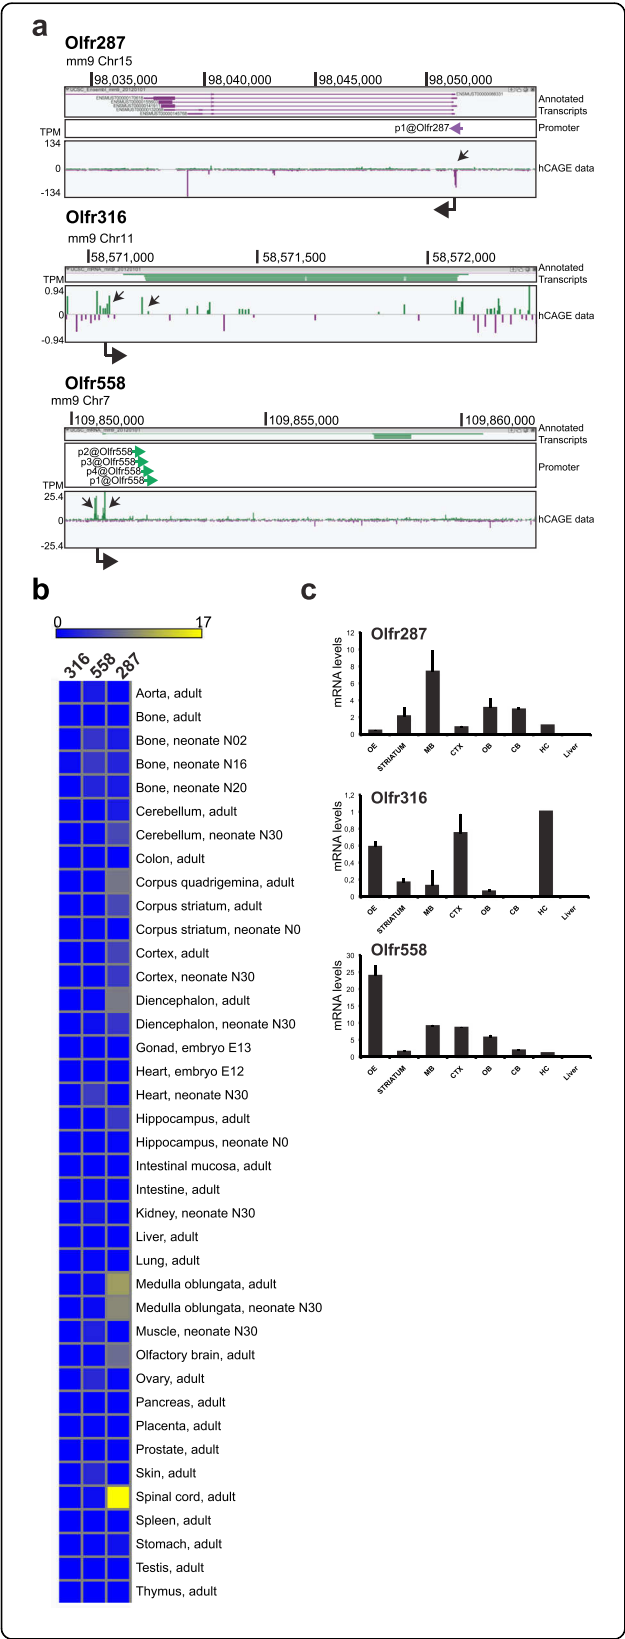 a
Olfr287
mm9 Chr15
98,035,000 98,040,000 98,045,000 98,050,000
Annotated
Transcripts
p1@Olfr287
Promoter
TPM
134
0
-134
hCAGE data
Olfr316
mm9 Chr11
58,571,000 58,571,500 58,572,000
Annotated
Transcripts
TPM
0.94
0
-0.94
hCAGE data
Olfr558
mm9 Chr7
109,850,000 109,855,000 109,860,000
Annotated
Transcripts
p2@Olfr558
p3@Olfr558
p4@Olfr558
p1@Olfr558
Promoter
TPM
25.4
0
-25.4
hCAGE data
b
0 17
316 558 287
Aorta, adult
Bone, adult
Bone, neonate N02
Bone, neonate N16
Bone, neonate N20
Cerebellum, adult
Cerebellum, neonate N30
Colon, adult
Corpus quadrigemina, adult
Corpus striatum, adult
Corpus striatum, neonate N0
Cortex, adult
Cortex, neonate N30
Diencephalon, adult
Diencephalon, neonate N30
Gonad, embryo E13
Heart, embryo E12
Heart, neonate N30
Hippocampus, adult
Hippocampus, neonate N0
Intestinal mucosa, adult
Intestine, adult
Kidney, neonate N30
Liver, adult
Lung, adult
Medulla oblungata, adult
Medulla oblungata, neonate N30
Muscle, neonate N30
Olfactory brain, adult
Ovary, adult
Pancreas, adult
Placenta, adult
Prostate, adult
Skin, adult
Spinal cord, adult
Spleen, adult
Stomach, adult
Testis, adult
Thymus, adult
c
Olfr287
mRNA levels
12
10
8
6
4
2
0
OE STRIATUM MB CTX OB CB HC Liver
Olfr316
mRNA levels
1,2
1
0,8
0,6
0,4
0,2
0
OE STRIATUM MB CTX OB CB HC Liver
Olfr558
mRNA levels
30
25
20
15
10
5
0
OE STRIATUM MB CTX OB CB HC Liver